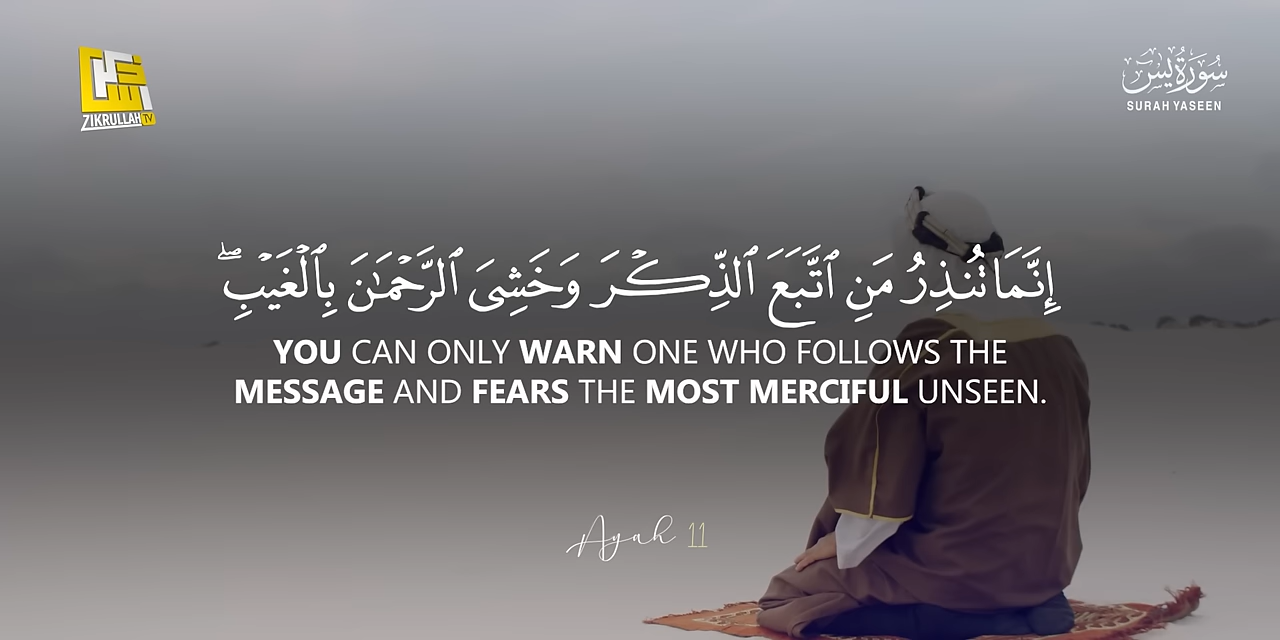 ZIKRULLAH TV
سُورَةُ يسٓ
SURAH YASEEN
إِنَّمَا تُنذِرُ مَنِ ٱتَّبَعَ ٱلذِّكۡرَ وَخَشِىَ ٱلرَّحۡمَـٰنَ بِٱلۡغَيۡبِۖ
YOU CAN ONLY WARN ONE WHO FOLLOWS THE
MESSAGE AND FEARS THE MOST MERCIFUL UNSEEN.
Ayah 11